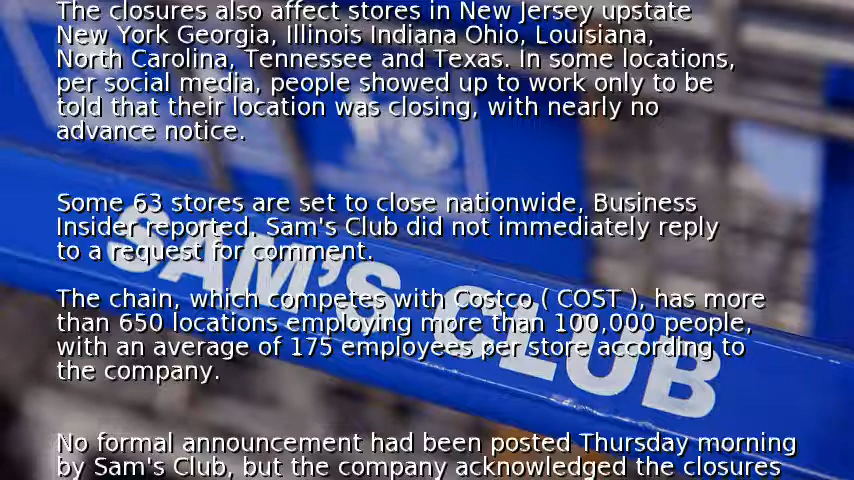 The closures also affect stores in New Jersey upstate
New York Georgia, Illinois Indiana Ohio, Louisiana,
North Carolina, Tennessee and Texas. In some locations,
per social media, people showed up to work only to be
told that their location was closing, with nearly no
advance notice.
Some 63 stores are set to close nationwide, Business
Insider reported. Sam's Club did not immediately reply
to a request for comment.
The chain, which competes with Costco ( COST ), has more
than 650 locations employing more than 100,000 people,
with an average of 175 employees per store according to
the company.
No formal announcement had been posted Thursday morning
by Sam's Club, but the company acknowledged the closures
SAM'S CLUB